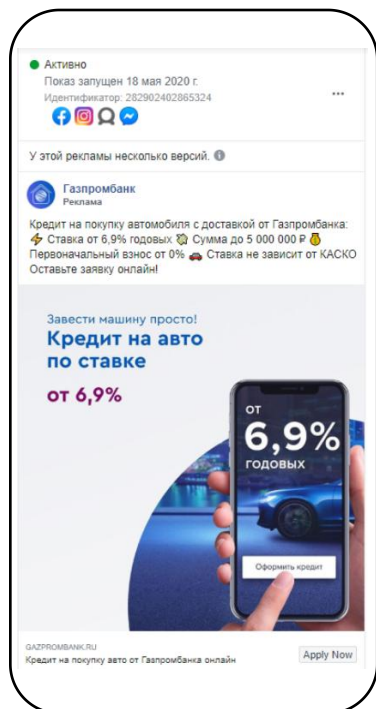 Активно
Показ запущен 18 мая 2020 г.
Идентификатор: 282902402865324
У этой рекламы несколько версий.
Газпромбанк
Реклама
Кредит на покупку автомобиля с доставкой от Газпромбанка:
Ставка от 6,9% годовых Сумма до 5 000 000 ₽
Первоначальный взнос от 0% Ставка не зависит от КАСКО
Оставьте заявку онлайн!
Завести машину просто!
Кредит на авто
по ставке
от 6,9%
от
6,9%
годовых
Оформить кредит
GAZPROMBANK.RU
Кредит на покупку авто от Газпромбанка онлайн
Apply Now